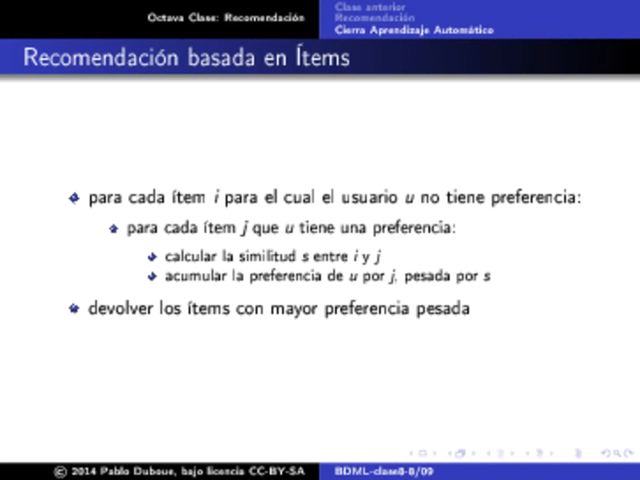 Octava Clase: Recomendación
Clase anterior
Recomendación
Cierra Aprendizaje Automático
Recomendación basada en Ítems
para cada ítem i para el cual el usuario u no tiene preferencia:
para cada ítem j que u tiene una preferencia:
calcular la similitud s entre i y j
acumular la preferencia de u por j, pesada por s
devolver los ítems con mayor preferencia pesada
© 2014 Pablo Duboue, bajo licencia CC-BY-SA
BDML-clase8-8/09